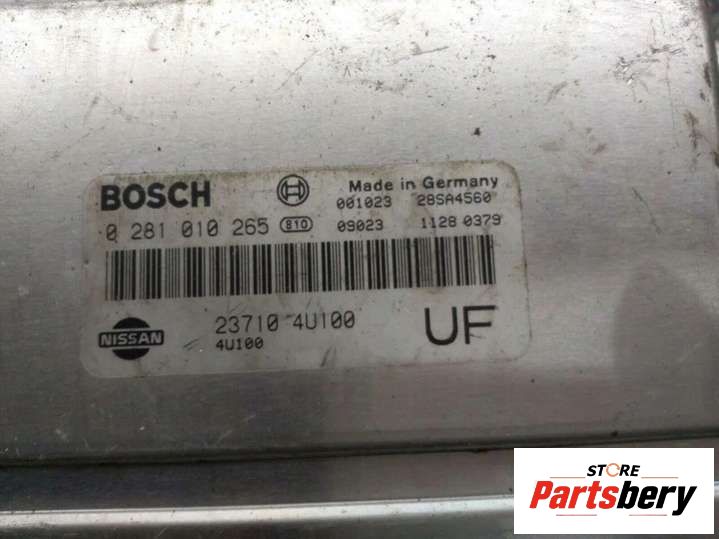 BOSCH
Made in Germany
001023 28SA4560
0 281 010 265 810 09023 1128 0379
NISSAN
23710 4U100
4U100
UF
STORE
Partsbery